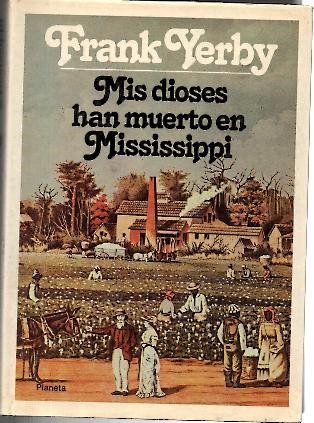 Frank Yerby
Mis dioses
han muerto en
Mississippi
Planeta